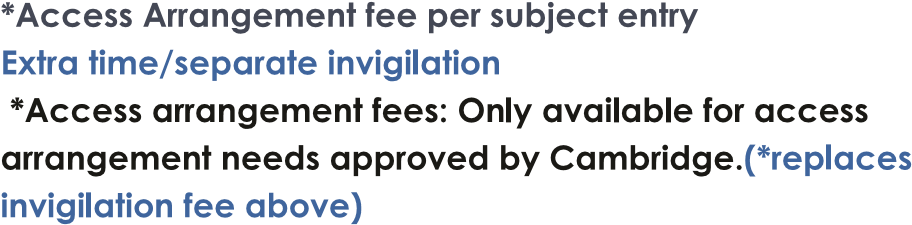 *Access Arrangement fee per subject entry
Extra time/separate invigilation
*Access arrangement fees: Only available for access
arrangement needs approved by Cambridge.(*replaces
invigilation fee above)